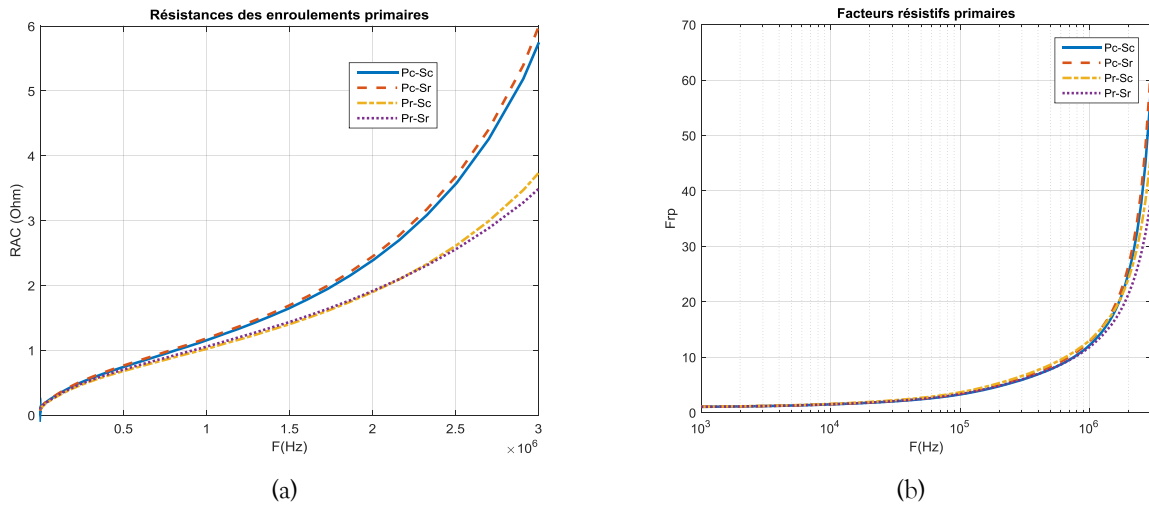 Résistances des enroulements primaires
6
5
4
3
2
1
0
RAC (Ohm)
Pc-Sc
Pc-Sr
Pr-Sc
Pr-Sr
0.5
1
1.5
2
2.5
3
F(Hz)
× 10^6
(a)
Facteurs résistifs primaires
70
60
50
40
30
20
10
0
Frp
Pc-Sc
Pc-Sr
Pr-Sc
Pr-Sr
10^3
10^4
10^5
10^6
F(Hz)
(b)